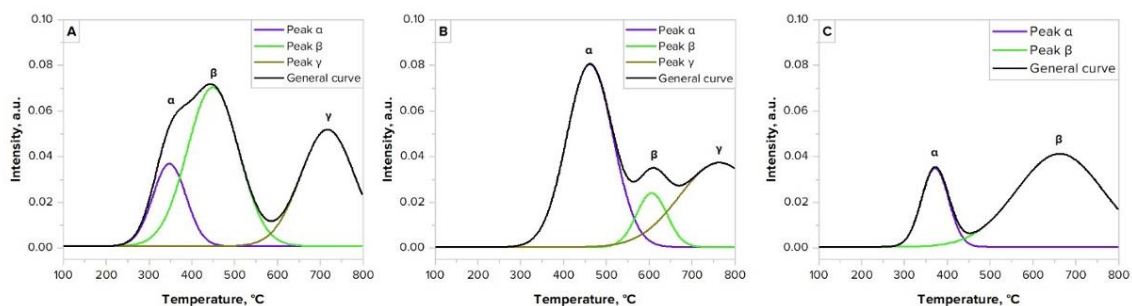 A
Peak α
Peak β
Peak γ
General curve
α
β
γ
Intensity, a.u.
0.10
0.08
0.06
0.04
0.02
0.00
100 200 300 400 500 600 700 800
Temperature, °C
B
Peak α
Peak β
Peak γ
General curve
α
β
γ
Intensity, a.u.
0.10
0.08
0.06
0.04
0.02
0.00
100 200 300 400 500 600 700 800
Temperature, °C
C
Peak α
Peak β
General curve
α
β
Intensity, a.u.
0.10
0.08
0.06
0.04
0.02
0.00
100 200 300 400 500 600 700 800
Temperature, °C